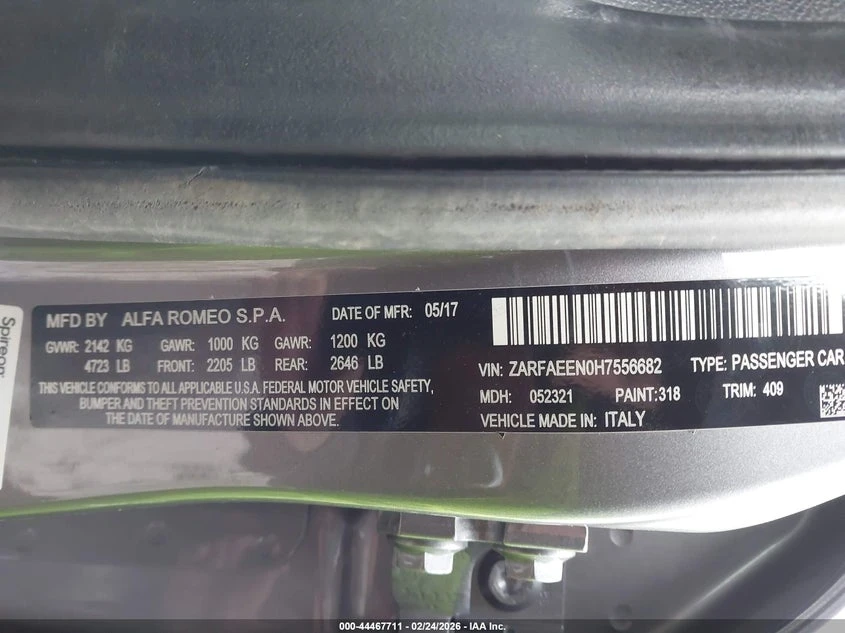 Spireon
MFD BY ALFA ROMEO S.P.A. DATE OF MFR: 05/17
GVWR: 2142 KG GAWR: 1000 KG GAWR: 1200 KG
4723 LB FRONT: 2205 LB REAR: 2646 LB
THIS VEHICLE CONFORMS TO ALL APPLICABLE U.S.A. FEDERAL MOTOR VEHICLE SAFETY,
BUMPER AND THEFT PREVENTION STANDARDS IN EFFECT ON
THE DATE OF MANUFACTURE SHOWN ABOVE.
VIN: ZARFAEEN0H7556682 TYPE: PASSENGER CAR
MDH: 052321 PAINT:318 TRIM: 409
VEHICLE MADE IN: ITALY
000-44467711 - 02/24/2026 - IAA Inc.